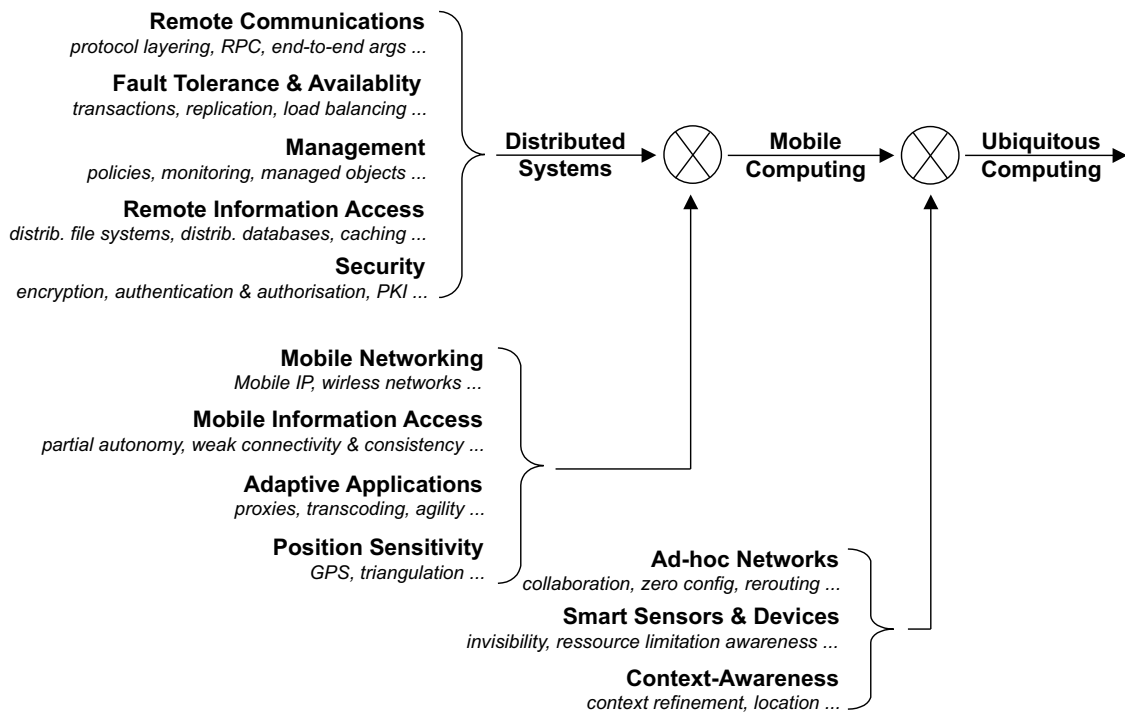 Remote Communications
protocol layering, RPC, end-to-end args ...
Fault Tolerance & Availablity
transactions, replication, load balancing ...
Management
policies, monitoring, managed objects ...
Remote Information Access
distrib. file systems, distrib. databases, caching ...
Security
encryption, authentication & authorisation, PKI ...
Distributed
Systems
Mobile
Computing
Ubiquitous
Computing
Mobile Networking
Mobile IP, wirless networks ...
Mobile Information Access
partial autonomy, weak connectivity & consistency ...
Adaptive Applications
proxies, transcoding, agility ...
Position Sensitivity
GPS, triangulation ...
Ad-hoc Networks
collaboration, zero config, rerouting ...
Smart Sensors & Devices
invisibility, ressource limitation awareness ...
Context-Awareness
context refinement, location ...